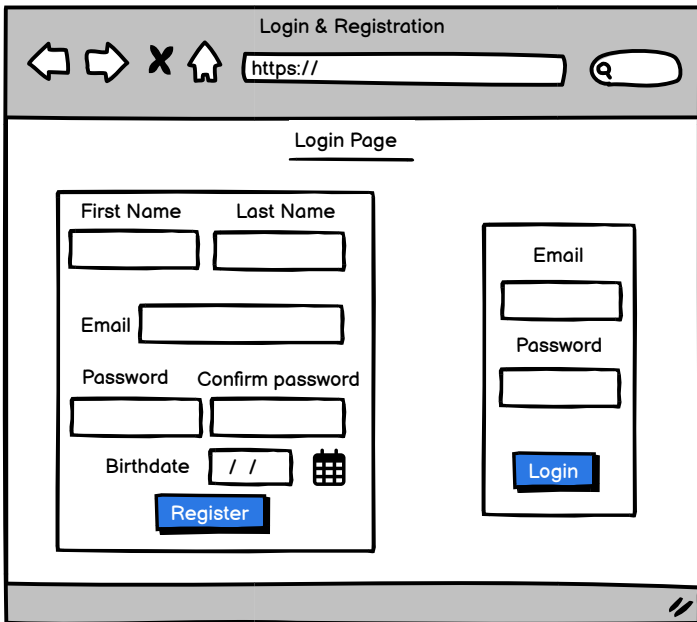 Login & Registration
https://
Login Page
First Name Last Name
Email
Password Confirm password
Birthdate / /
Register
Email
Password
Login